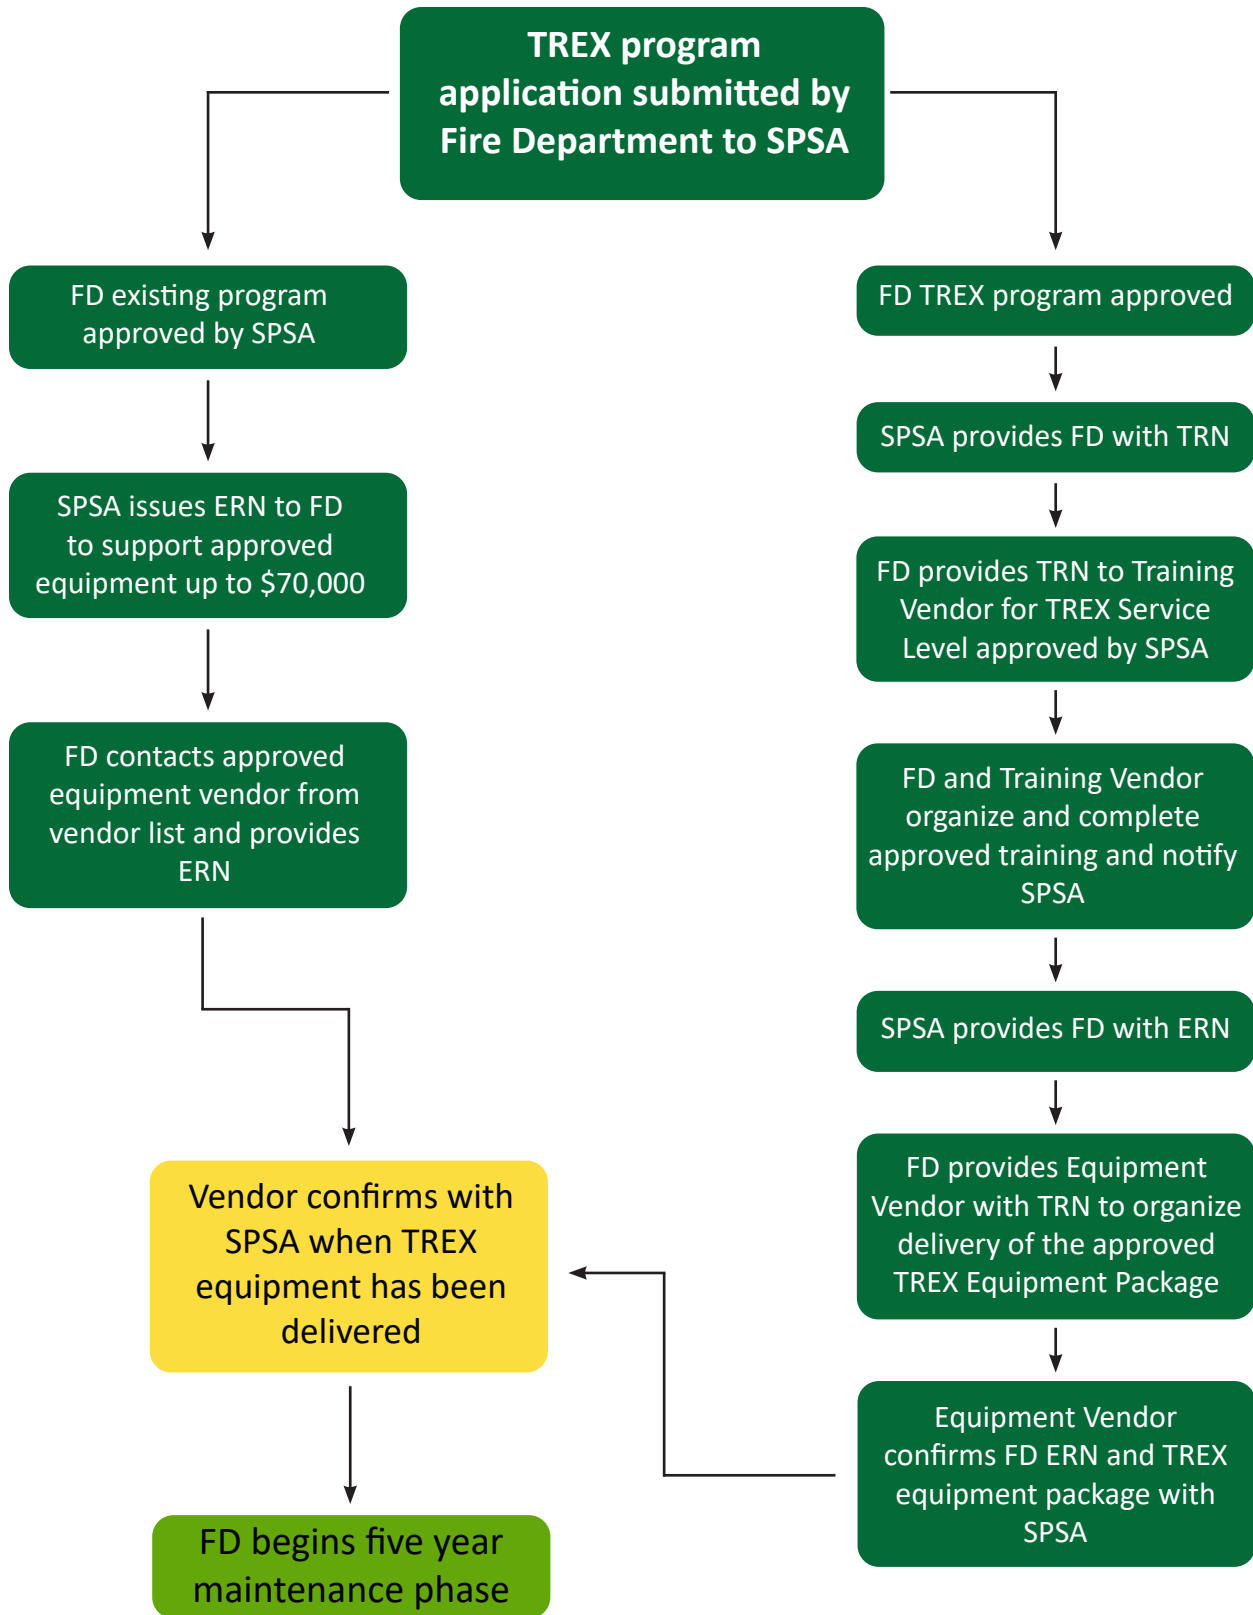 TREX program
application submitted by
Fire Department to SPSA
FD existing program
approved by SPSA
SPSA issues ERN to FD
to support approved
equipment up to $70,000
FD contacts approved
equipment vendor from
vendor list and provides
ERN
FD TREX program approved
SPSA provides FD with TRN
FD provides TRN to Training
Vendor for TREX Service
Level approved by SPSA
FD and Training Vendor
organize and complete
approved training and notify
SPSA
SPSA provides FD with ERN
FD provides Equipment
Vendor with TRN to organize
delivery of the approved
TREX Equipment Package
Equipment Vendor
confirms FD ERN and TREX
equipment package with
SPSA
Vendor confirms with
SPSA when TREX
equipment has been
delivered
FD begins five year
maintenance phase